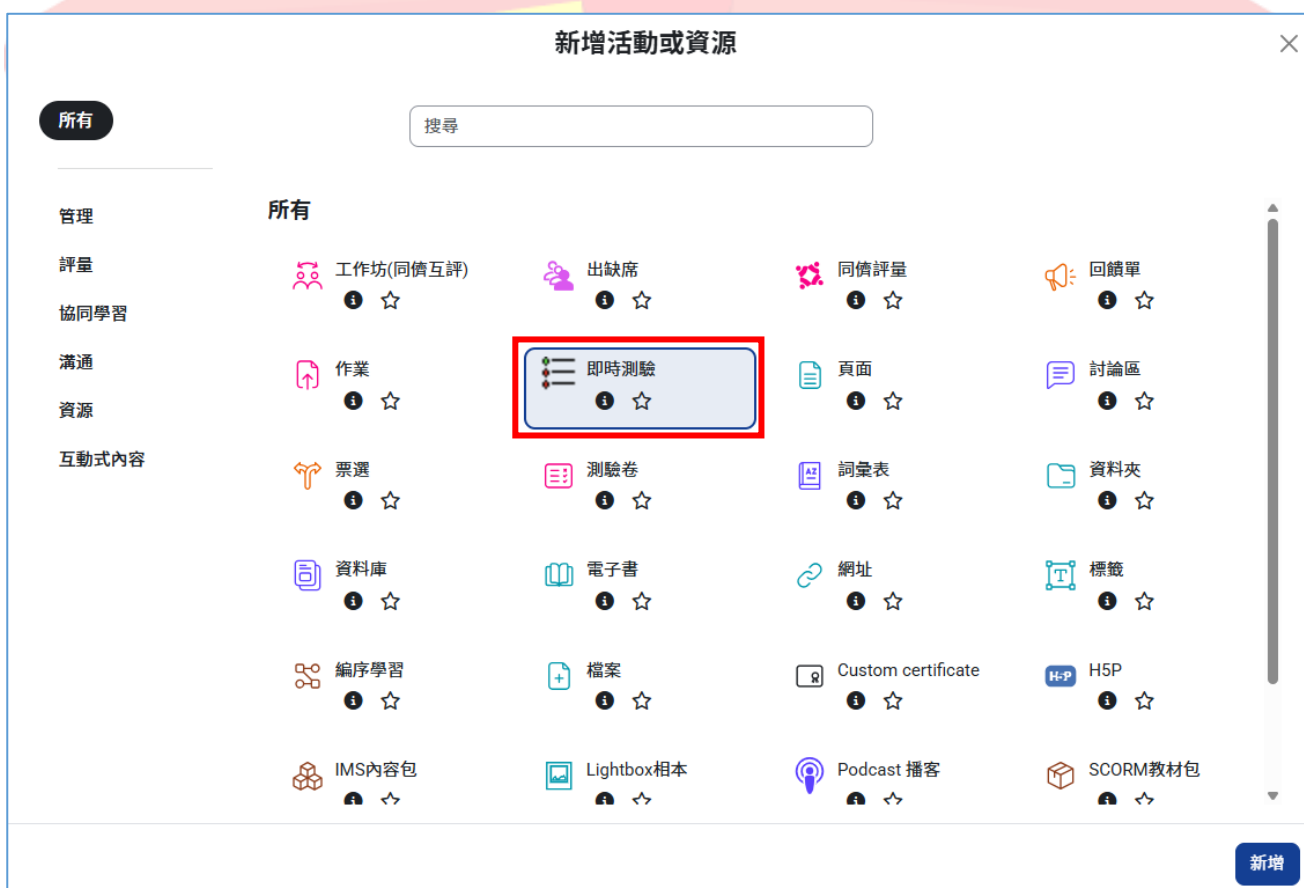 新增活動或資源
所有
搜尋
管理
評量
協同學習
溝通
資源
互動式內容
所有
工作坊(同儕互評)
出缺席
同儕評量
回饋單
作業
即時測驗
頁面
討論區
票選
測驗卷
詞彙表
資料夾
資料庫
電子書
網址
標籤
編序學習
檔案
Custom certificate
H5P
H-P
IMS內容包
Lightbox相本
Podcast 播客
SCORM教材包
新增